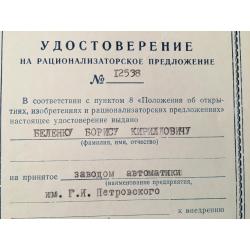 УДОСТОВЕРЕНИЕ
НА РАЦИОНАЛИЗАТОРСКОЕ ПРЕДЛОЖЕНИЕ
№ 12538
В соответствии с пунктом 8 «Положения об откры-
тиях, изобретениях и рационализаторских предложениях»
настоящее удостоверение выдано
БЕЛЕНКУ БОРИСУ КИРИЛЛОВИЧУ
(фамилия, имя, отчество)
на принятое заводом автоматики
(наименование предприятия,
им. Г.И. Петровского
к внедрению